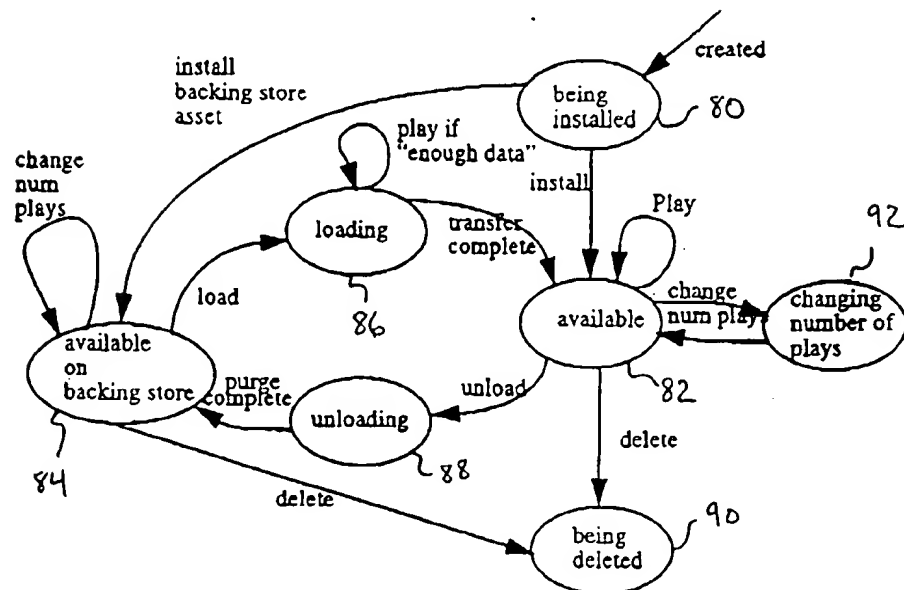 created
install
backing store
asset
being
installed
80
play if
"enough data"
change
num
plays
install
Play
92
loading
transfer
complete
load
86
available
change
num plays
changing
number of
plays
available
on
backing store
purge
complete
unloading
unload
82
88
84
delete
delete
90
being
deleted